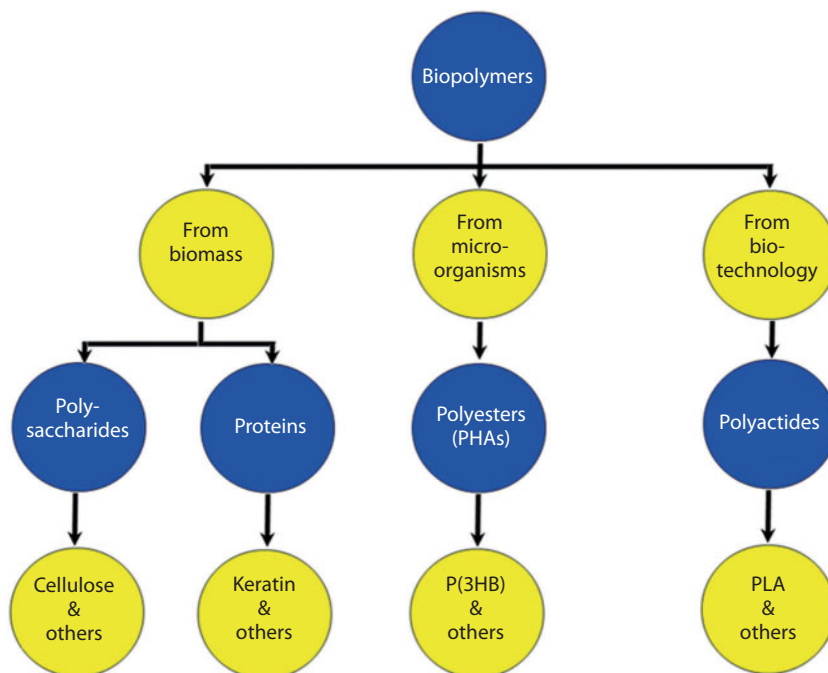 Biopolymers
From
biomass
From
micro-
organisms
From
bio-
technology
Poly-
saccharides
Proteins
Polyesters
(PHAs)
Polyactides
Cellulose
&
others
Keratin
&
others
P(3HB)
&
others
PLA
&
others